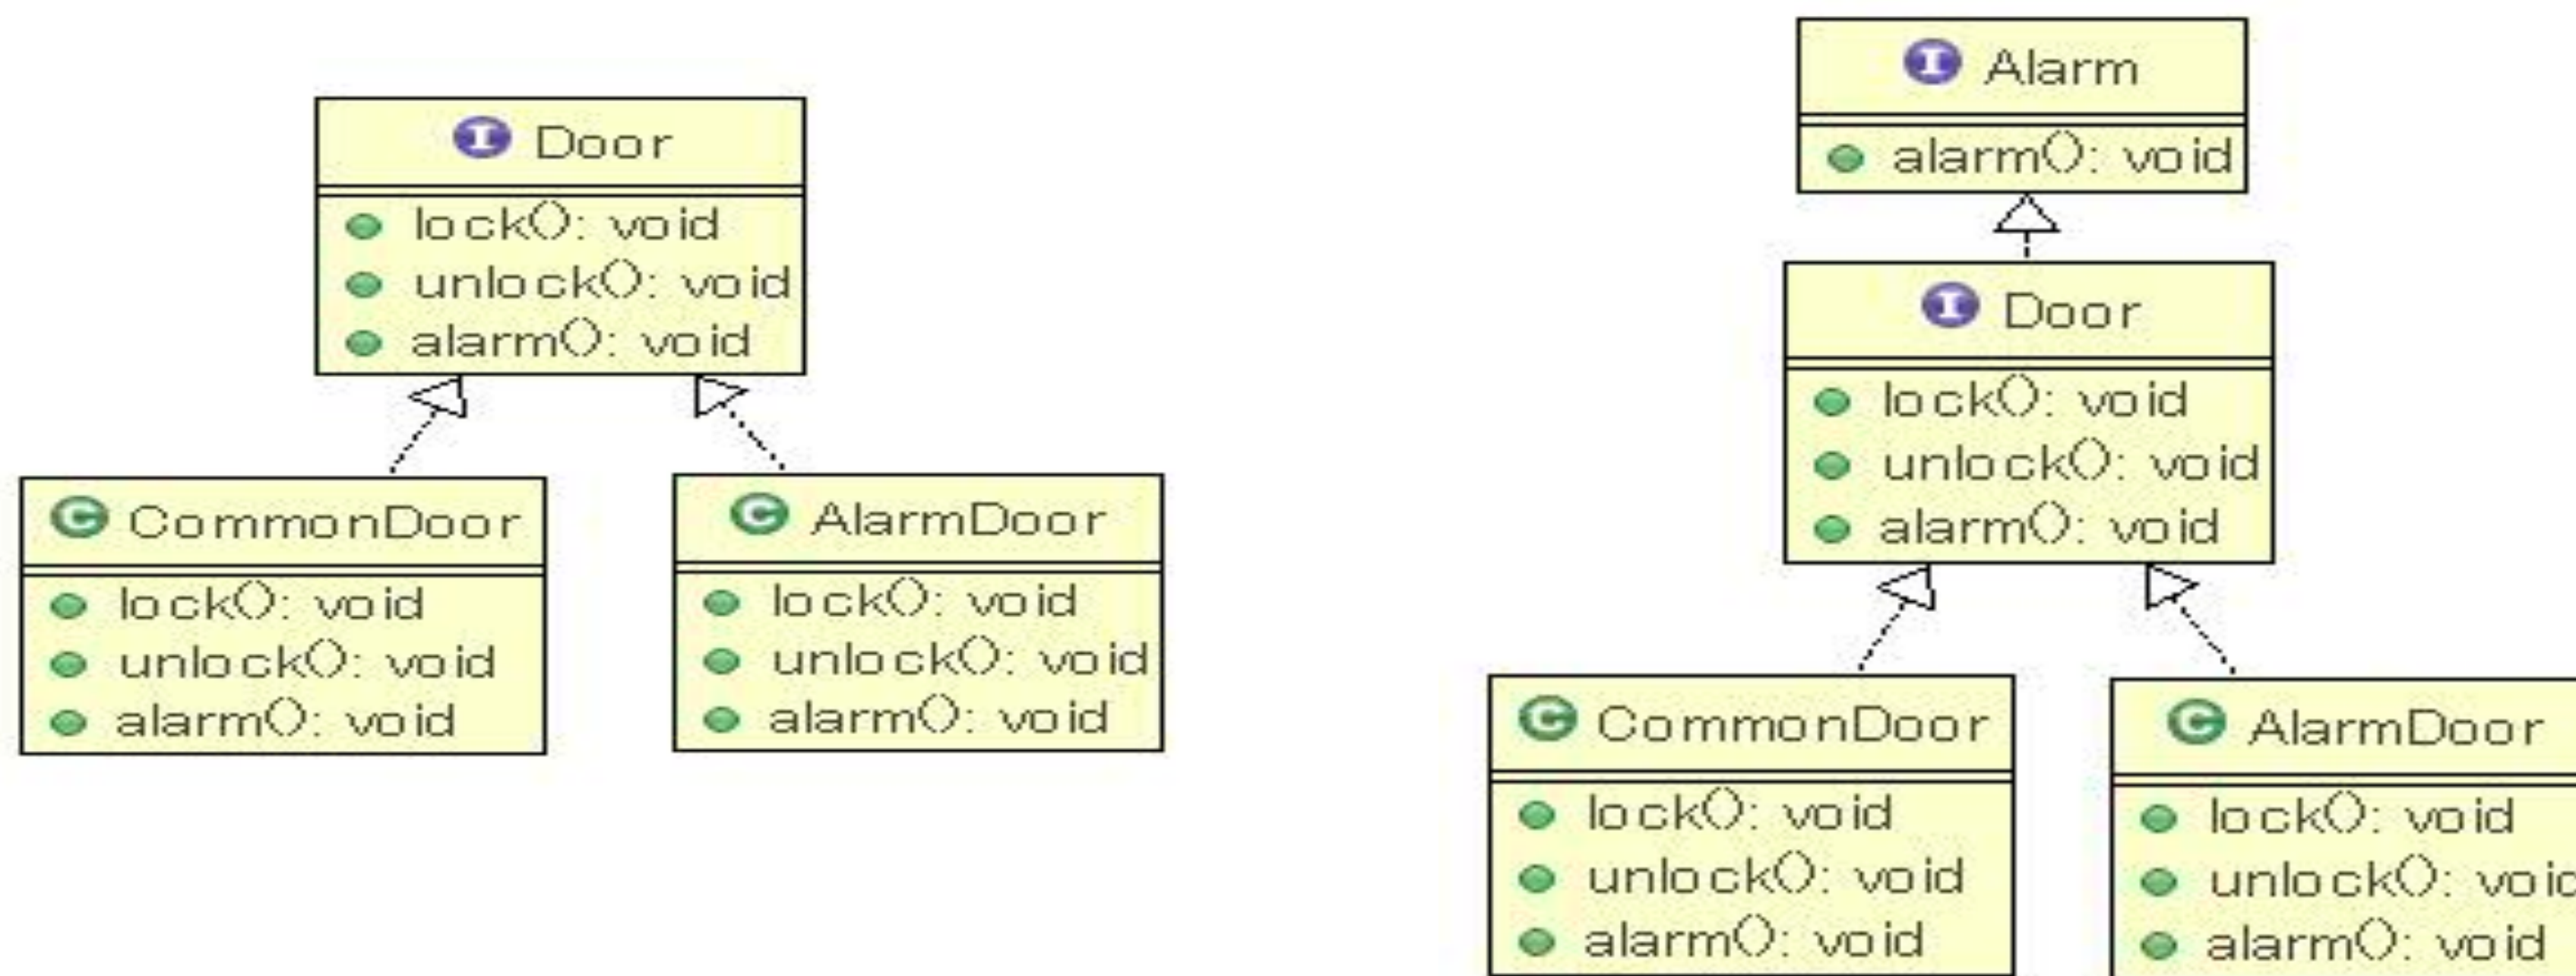 Door
lock(): void
unlock(): void
alarm(): void
CommonDoor
lock(): void
unlock(): void
alarm(): void
AlarmDoor
lock(): void
unlock(): void
alarm(): void
Alarm
alarm(): void
Door
lock(): void
unlock(): void
alarm(): void
CommonDoor
lock(): void
unlock(): void
alarm(): void
AlarmDoor
lock(): void
unlock(): void
alarm(): void